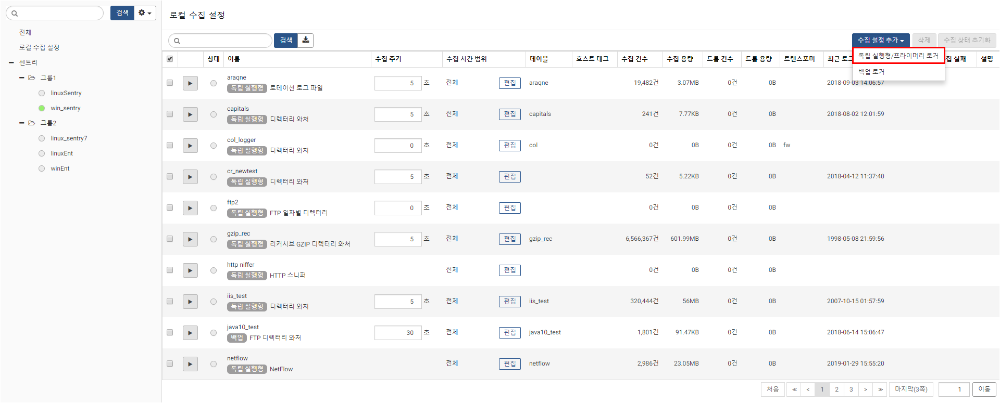 검색
전체
로컬 수집 설정
센트리
그룹1
linuxSentry
win_sentry
그룹2
linux_sentry7
linuxEnt
winEnt
로컬 수집 설정
검색
수집 설정 추가 삭제 수집 상태 초기화
독립 실행형/프라이머리 로거
백업 로거
상태 이름 수집 주기 수집 시간 범위 테이블 호스트 태그 수집 건수 수집 용량 드롭 건수 드롭 용량 트랜스포머 최근 로그 집 실패 설명
araqne
독립 실행형 로테이션 로그 파일 5 초 전체 편집 araqne 19,482건 3.07MB 0건 0B 2018-09-03 14:06:57
capitals
독립 실행형 디렉터리 와처 5 초 전체 편집 capitals 241건 7.77KB 0건 0B 2018-08-02 12:01:59
col_logger
독립 실행형 디렉터리 와처 0 초 전체 편집 col 0건 0B 0건 0B fw
cr_newtest
독립 실행형 디렉터리 와처 5 초 전체 편집 52건 5.22KB 0건 0B 2018-04-12 11:37:40
ftp2
독립 실행형 FTP 일자별 디렉터리 0 초 전체 편집 0건 0B 0건 0B
gzip_rec
독립 실행형 리커시브 GZIP 디렉터리 와처 5 초 전체 편집 gzip_rec 6,566,367건 601.99MB 0건 0B 1998-05-08 21:59:56
http niffer
독립 실행형 HTTP 스니퍼 전체 편집 0건 0B 0건 0B
iis_test
독립 실행형 디렉터리 와처 5 초 전체 편집 iis_test 320,444건 56MB 0건 0B 2007-10-15 01:57:59
java10_test
백업 FTP 디렉터리 와처 30 초 전체 편집 java10_test 1,801건 91.47KB 0건 0B 2018-06-14 15:06:47
netflow
독립 실행형 NetFlow 전체 편집 netflow 2,986건 23.05MB 0건 0B 2019-01-29 15:55:20
처음 ≪ < 1 2 3 > ≫ 마지막(3쪽) 1 이동